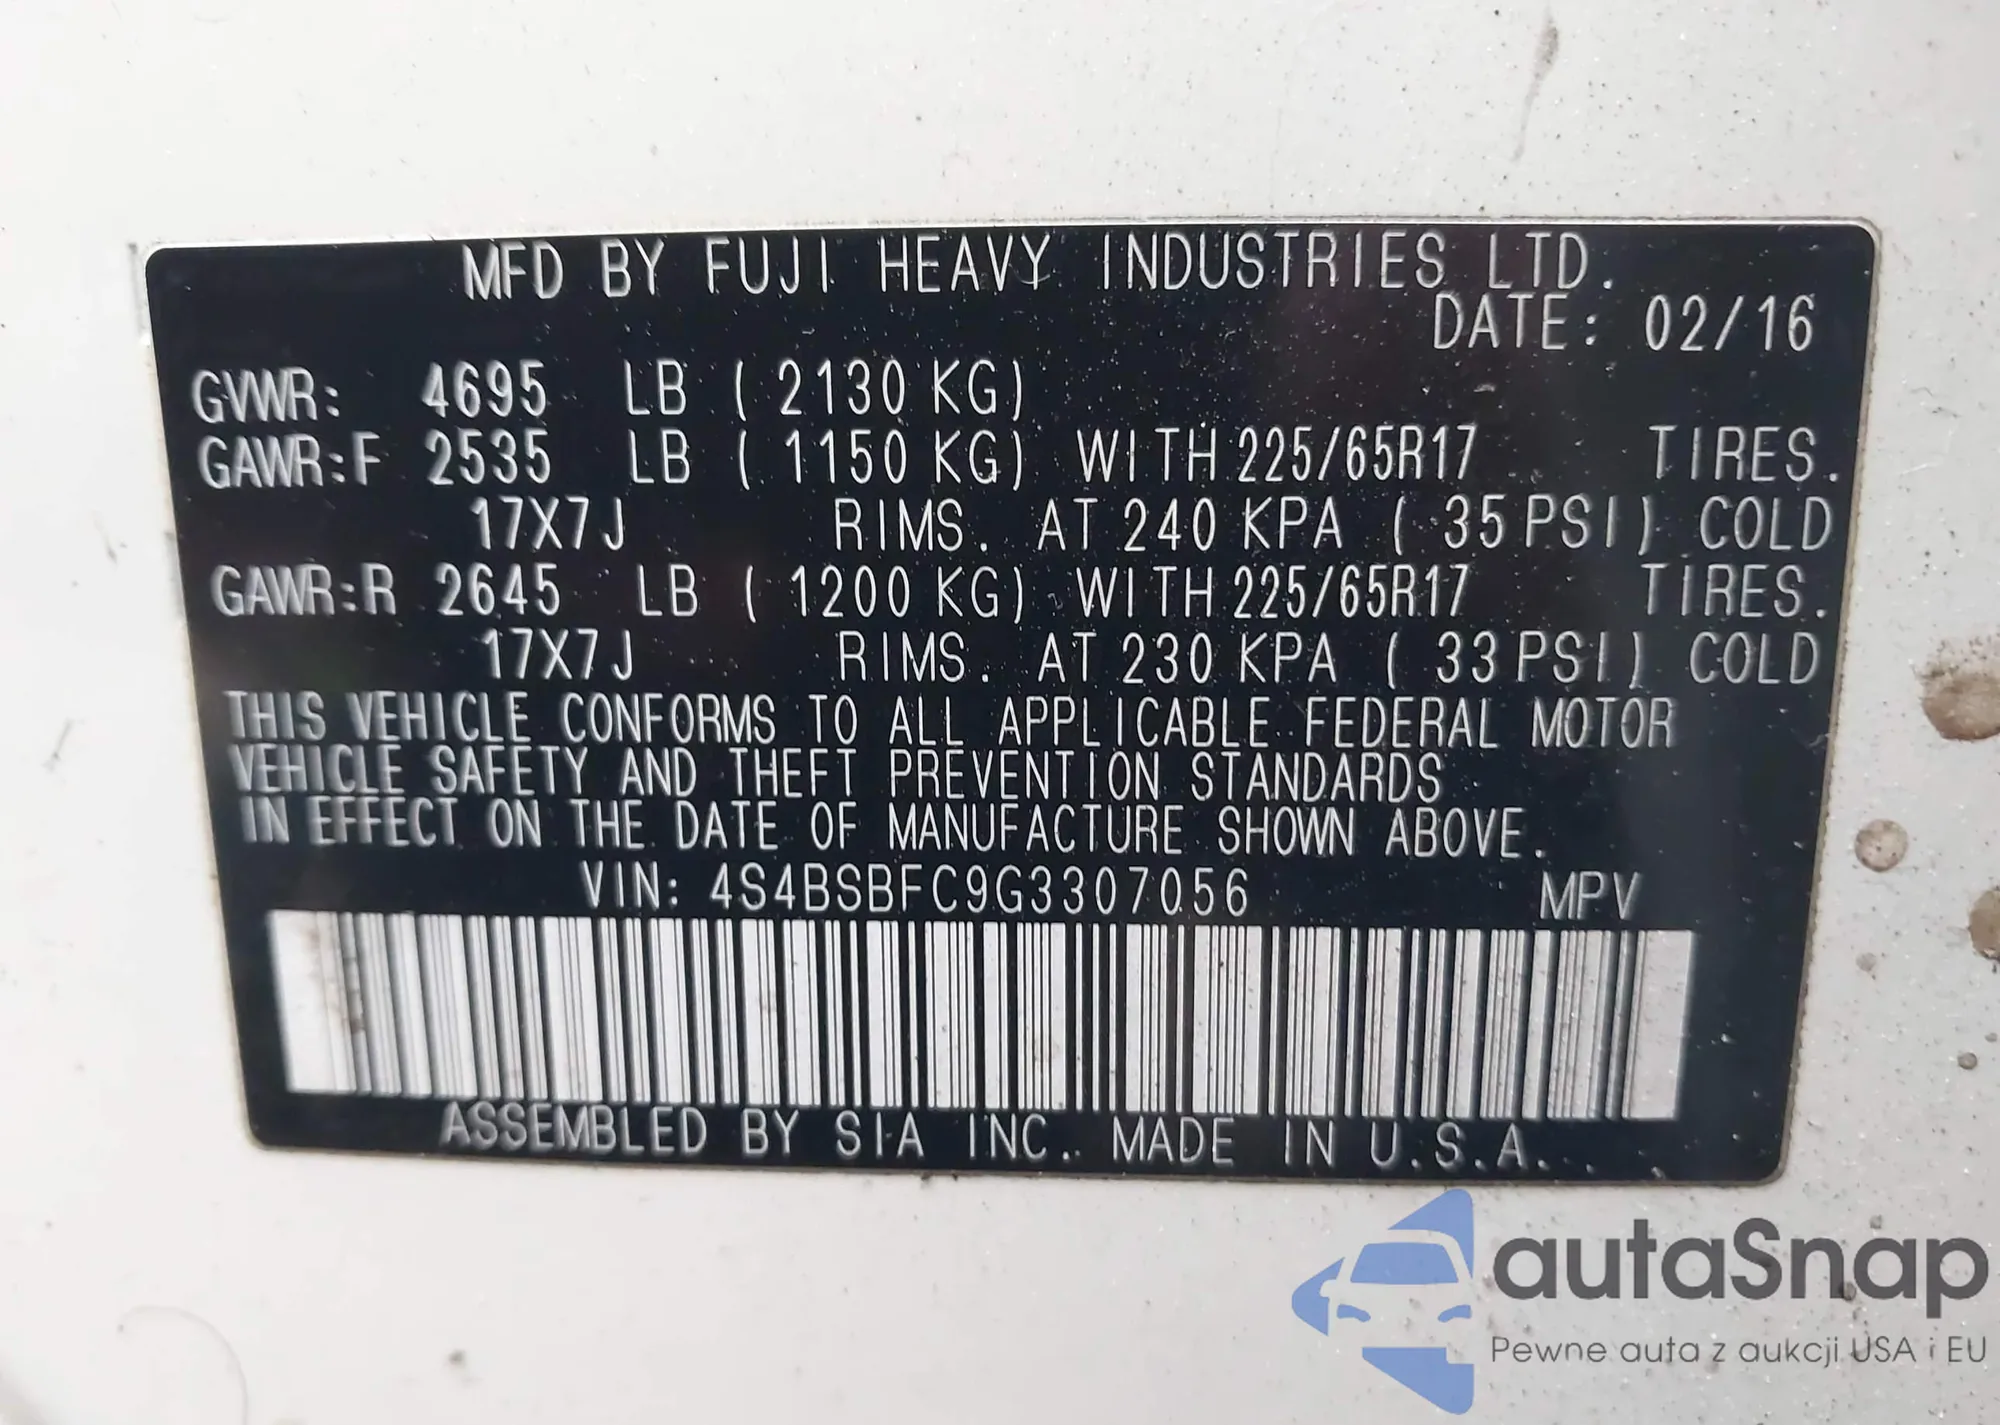 MFD BY FUJI HEAVY INDUSTRIES LTD.
DATE: 02/16
GVWR: 4695 LB ( 2130 KG)
GAWR:F 2535 LB ( 1150 KG) WITH 225/65R17 TIRES.
17X7J RIMS. AT 240 KPA ( 35 PSI) COLD
GAWR:R 2645 LB ( 1200 KG) WITH 225/65R17 TIRES.
17X7J RIMS. AT 230 KPA ( 33 PSI) COLD
THIS VEHICLE CONFORMS TO ALL APPLICABLE FEDERAL MOTOR
VEHICLE SAFETY AND THEFT PREVENTION STANDARDS
IN EFFECT ON THE DATE OF MANUFACTURE SHOWN ABOVE.
VIN: 4S4BSBFC9G3307056 MPV
ASSEMBLED BY SIA INC. MADE IN U.S.A.
autaSnap
Pewne auta z aukcji USA i EU